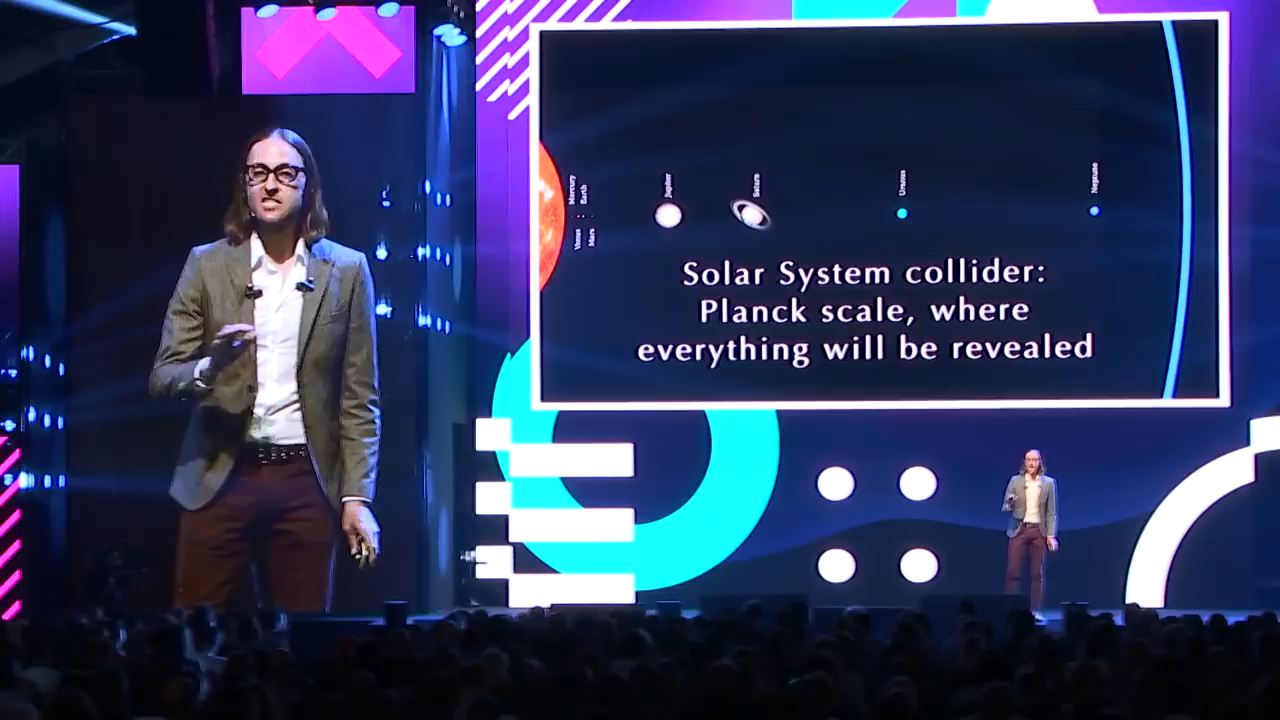 Mercury
Earth
Venus
Mars
Jupiter
Saturn
Uranus
Neptune
Solar System collider:
Planck scale, where
everything will be revealed